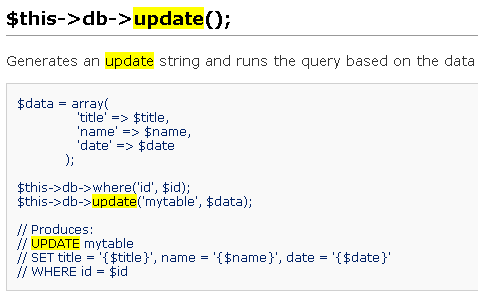 $this->db->update();
Generates an update string and runs the query based on the data
$data = array(
'title' => $title,
'name' => $name,
'date' => $date
);
$this->db->where('id', $id);
$this->db->update('mytable', $data);
// Produces:
// UPDATE mytable
// SET title = '{$title}', name = '{$name}', date = '{$date}'
// WHERE id = $id